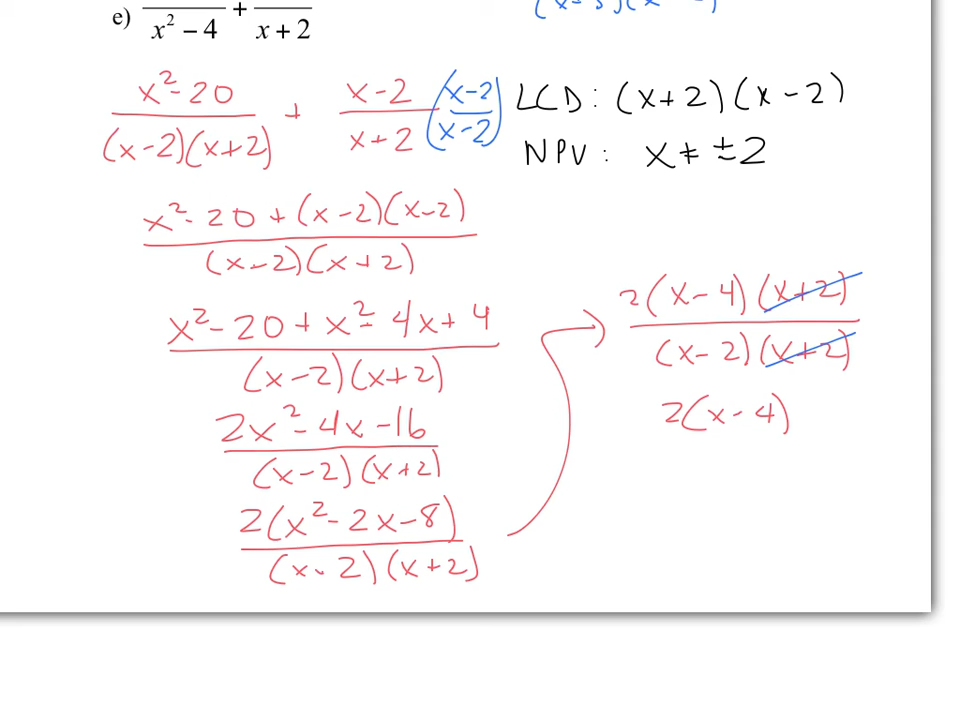 e) x² − 4 + x + 2
x² - 20 / (x - 2)(x + 2) + x - 2 / x + 2 (x - 2 / x - 2) LCD : (x + 2)(x - 2)
NPV : x ≠ ±2
x² - 20 + (x - 2)(x - 2) / (x - 2)(x + 2)
x² - 20 + x² - 4x + 4 / (x - 2)(x + 2)
2x² - 4x - 16 / (x - 2)(x + 2)
2(x² - 2x - 8) / (x - 2)(x + 2)
2(x - 4)(x + 2) / (x - 2)(x + 2)
2(x - 4)